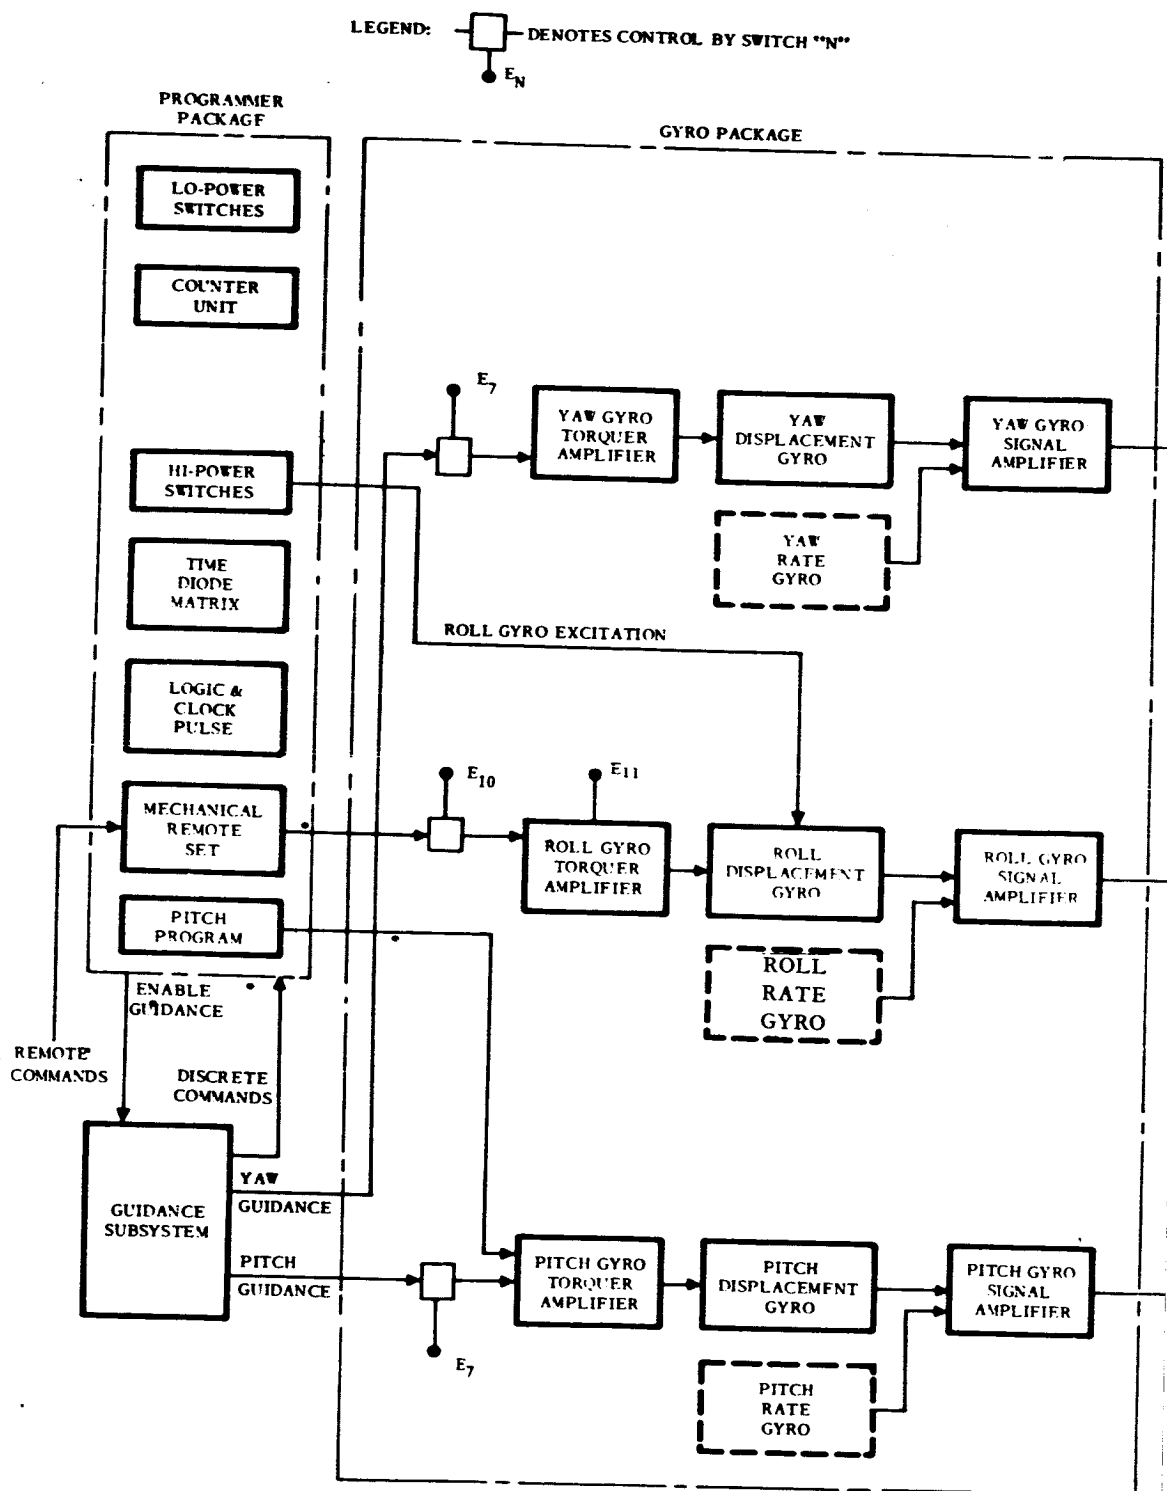 LEGEND:
DENOTES CONTROL BY SWITCH "N"
E_N
PROGRAMMER
PACKAGE
GYRO PACKAGE
LO-POWER
SWITCHES
COUNTER
UNIT
HI-POWER
SWITCHES
TIME
DIODE
MATRIX
LOGIC &
CLOCK
PULSE
MECHANICAL
REMOTE
SET
PITCH
PROGRAM
ENABLE
GUIDANCE
REMOTE
COMMANDS
DISCRETE
COMMANDS
GUIDANCE
SUBSYSTEM
YAW
GUIDANCE
PITCH
GUIDANCE
E7
YAW GYRO
TORQUER
AMPLIFIER
YAW
DISPLACEMENT
GYRO
YAW GYRO
SIGNAL
AMPLIFIER
YAW
RATE
GYRO
ROLL GYRO EXCITATION
E10
E11
ROLL GYRO
TORQUER
AMPLIFIER
ROLL
DISPLACEMENT
GYRO
ROLL GYRO
SIGNAL
AMPLIFIER
ROLL
RATE
GYRO
PITCH GYRO
TORQUER
AMPLIFIER
PITCH
DISPLACEMENT
GYRO
PITCH GYRO
SIGNAL
AMPLIFIER
E7
PITCH
RATE
GYRO